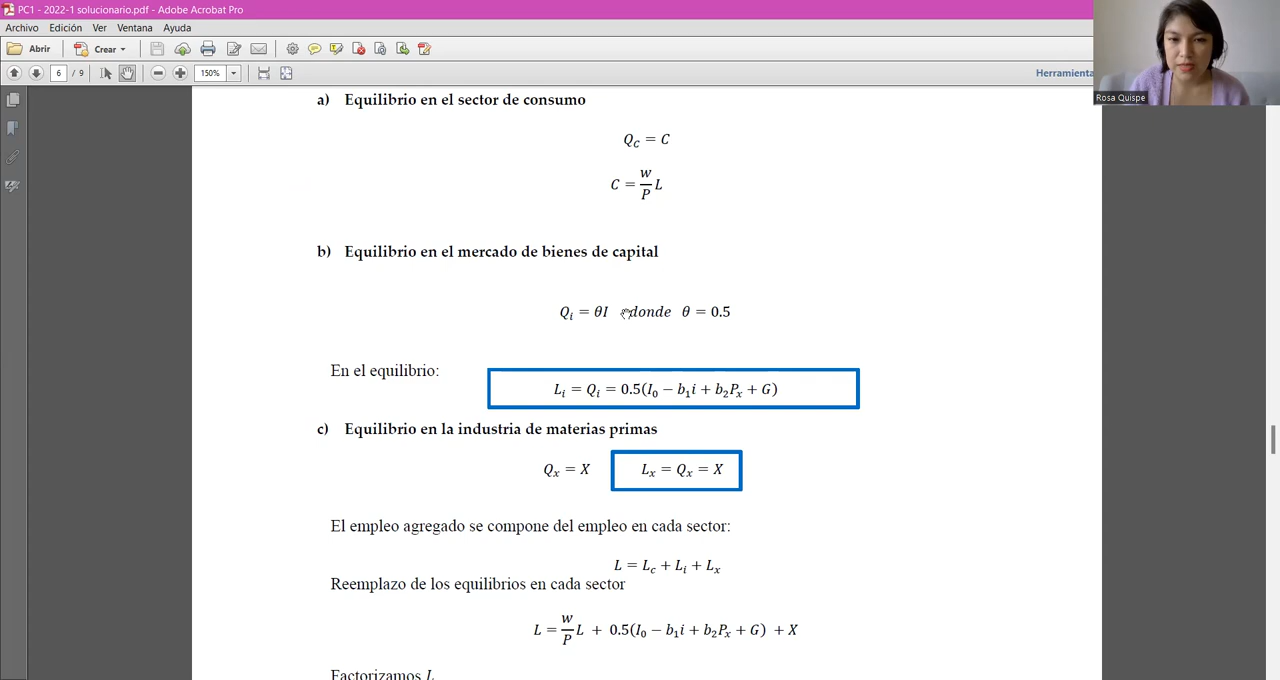 PC1 - 2022-1 solucionario.pdf - Adobe Acrobat Pro
Archivo Edición Ver Ventana Ayuda
Abrir Crear
6 / 9 150% Herramienta
Rosa Quispe
a) Equilibrio en el sector de consumo
Q_C = C
C = w/P L
b) Equilibrio en el mercado de bienes de capital
Q_i = θI donde θ = 0.5
En el equilibrio:
L_i = Q_i = 0.5(I_0 − b_1i + b_2P_x + G)
c) Equilibrio en la industria de materias primas
Q_x = X L_x = Q_x = X
El empleo agregado se compone del empleo en cada sector:
L = L_c + L_i + L_x
Reemplazo de los equilibrios en cada sector
L = w/P L + 0.5(I_0 − b_1i + b_2P_x + G) + X
Factorizamos L